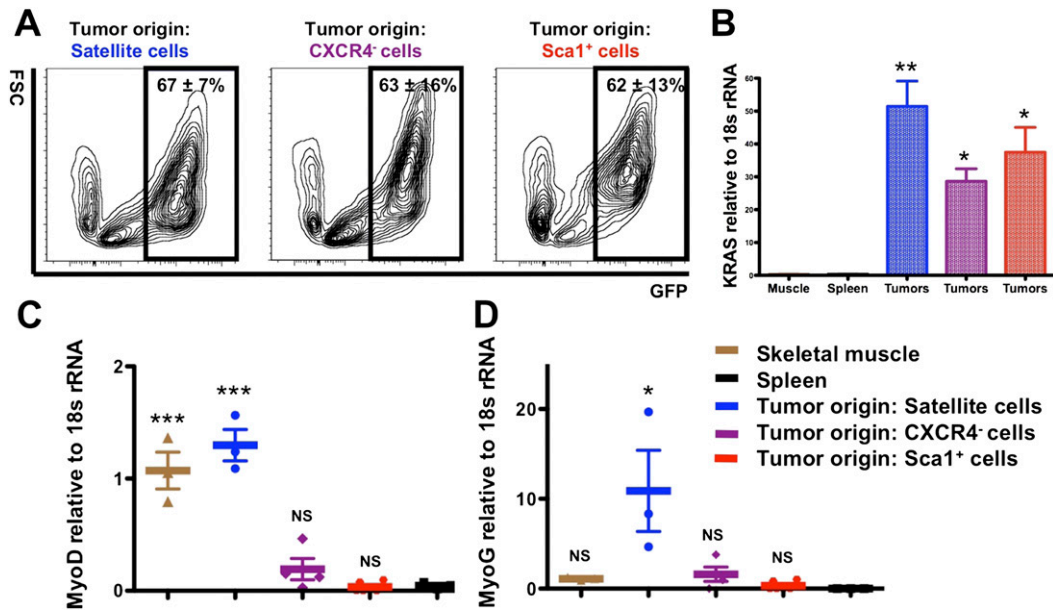 A
Tumor origin:
Satellite cells
Tumor origin:
CXCR4- cells
Tumor origin:
Sca1+ cells
FSC
67 ± 7%
63 ± 16%
62 ± 13%
GFP
B
KRAS relative to 18s rRNA
60
50
40
30
20
10
0
**
*
*
Muscle
Spleen
Tumors
Tumors
Tumors
C
MyoD relative to 18s rRNA
2
1
0
***
***
NS
NS
D
MyoG relative to 18s rRNA
20
10
0
NS
*
NS
NS
Skeletal muscle
Spleen
Tumor origin: Satellite cells
Tumor origin: CXCR4- cells
Tumor origin: Sca1+ cells